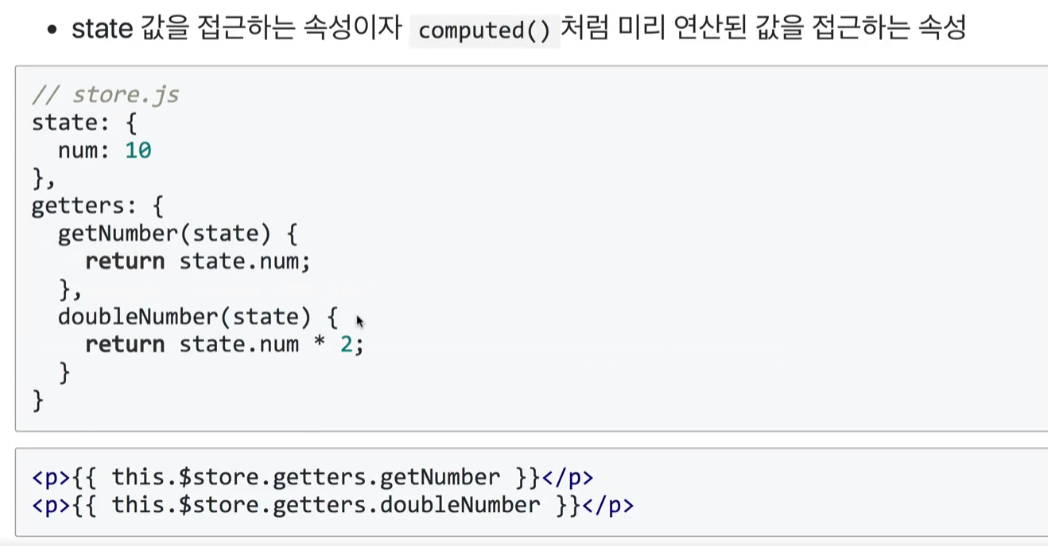 • state 값을 접근하는 속성이자 computed() 처럼 미리 연산된 값을 접근하는 속성
// store.js
state: {
  num: 10
},
getters: {
  getNumber(state) {
    return state.num;
  },
  doubleNumber(state) {
    return state.num * 2;
  }
}
<p>{{ this.$store.getters.getNumber }}</p>
<p>{{ this.$store.getters.doubleNumber }}</p>